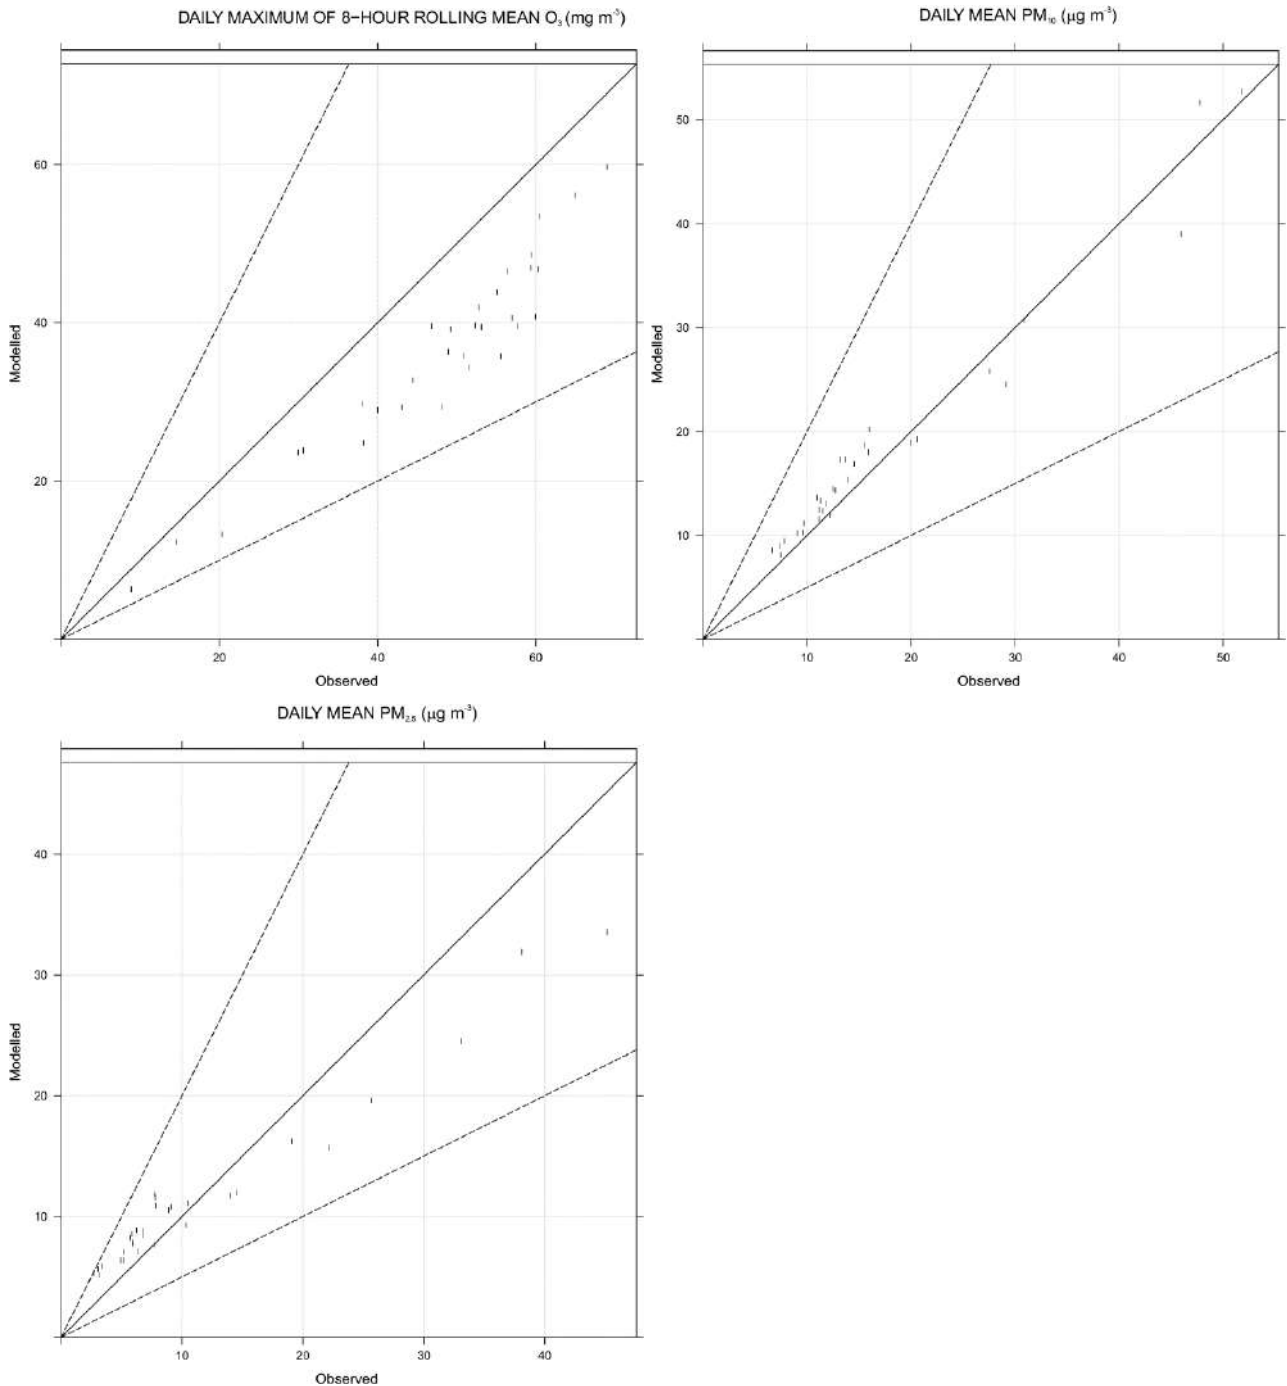 DAILY MAXIMUM OF 8−HOUR ROLLING MEAN O₃ (mg m⁻³)
60
40
20
Modelled
20 40 60
Observed
DAILY MEAN PM₁₀ (µg m⁻³)
50
40
30
20
10
Modelled
10 20 30 40 50
Observed
DAILY MEAN PM₂.₅ (µg m⁻³)
40
30
20
10
Modelled
10 20 30 40
Observed